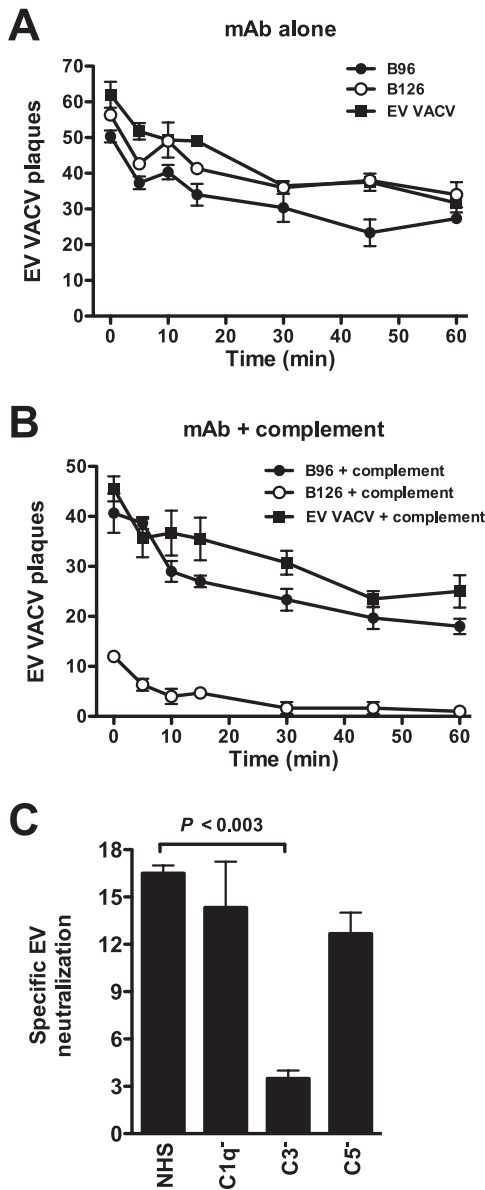 A
mAb alone
B96
B126
EV VACV
EV VACV plaques
70
60
50
40
30
20
10
0
0 10 20 30 40 50 60
Time (min)
B
mAb + complement
B96 + complement
B126 + complement
EV VACV + complement
EV VACV plaques
50
40
30
20
10
0
0 10 20 30 40 50 60
Time (min)
C
P < 0.003
Specific EV
neutralization
18
15
12
9
6
3
0
NHS
C1q-
C3-
C5-